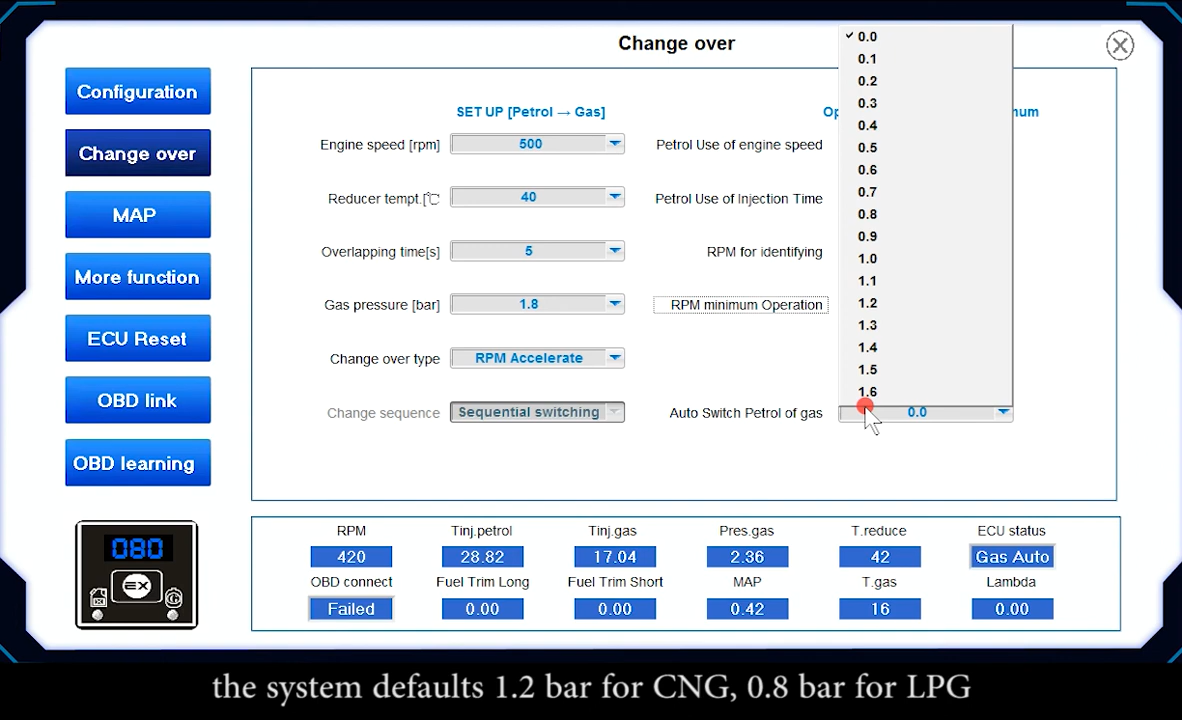 Change over
Configuration
Change over
MAP
More function
ECU Reset
OBD link
OBD learning
SET UP [Petrol → Gas]
Engine speed [rpm] 500
Reducer tempt.[℃ 40
Overlapping time[s] 5
Gas pressure [bar] 1.8
Change over type RPM Accelerate
Change sequence Sequential switching
Petrol Use of engine speed
Petrol Use of Injection Time
RPM for identifying
RPM minimum Operation
Auto Switch Petrol of gas 0.0
✓ 0.0
0.1
0.2
0.3
0.4
0.5
0.6
0.7
0.8
0.9
1.0
1.1
1.2
1.3
1.4
1.5
1.6
080
EX
RPM Tinj.petrol Tinj.gas Pres.gas T.reduce ECU status
420 28.82 17.04 2.36 42 Gas Auto
OBD connect Fuel Trim Long Fuel Trim Short MAP T.gas Lambda
Failed 0.00 0.00 0.42 16 0.00
the system defaults 1.2 bar for CNG, 0.8 bar for LPG